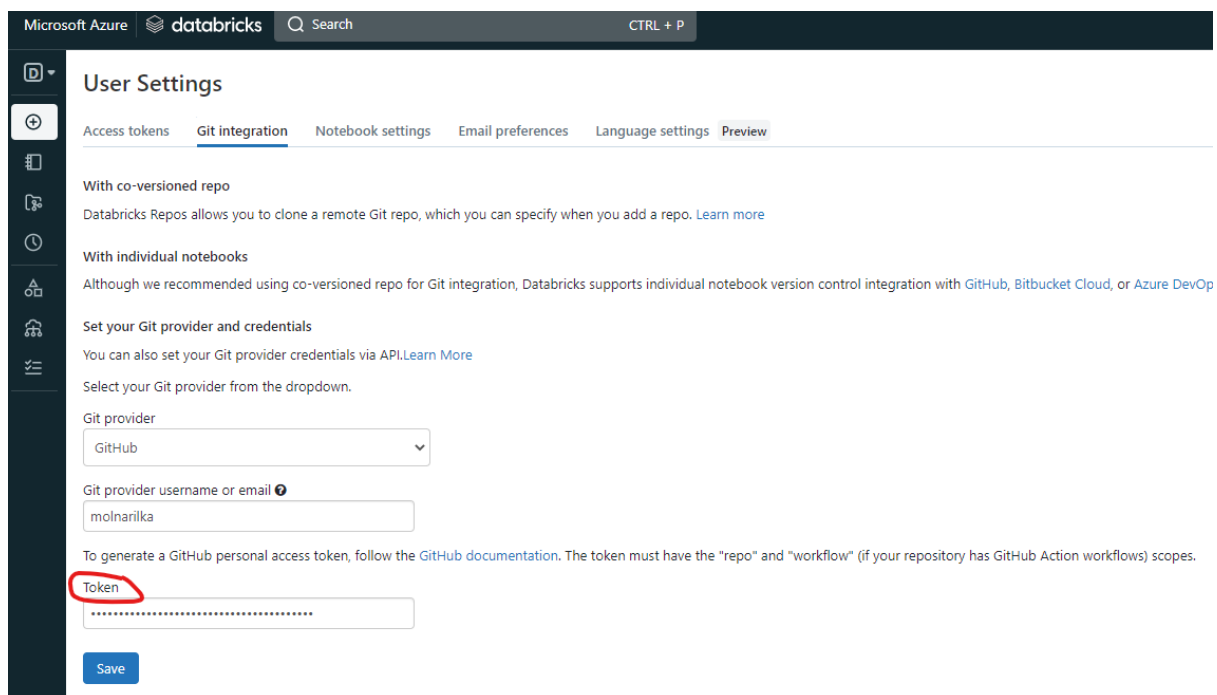 Microsoft Azure databricks Search CTRL + P
D
User Settings
Access tokens Git integration Notebook settings Email preferences Language settings Preview
With co-versioned repo
Databricks Repos allows you to clone a remote Git repo, which you can specify when you add a repo. Learn more
With individual notebooks
Although we recommended using co-versioned repo for Git integration, Databricks supports individual notebook version control integration with GitHub, Bitbucket Cloud, or Azure DevOp
Set your Git provider and credentials
You can also set your Git provider credentials via API.Learn More
Select your Git provider from the dropdown.
Git provider
GitHub
Git provider username or email
molnarilka
To generate a GitHub personal access token, follow the GitHub documentation. The token must have the "repo" and "workflow" (if your repository has GitHub Action workflows) scopes.
Token
••••••••••••••••••••••••••••••••••••••••
Save